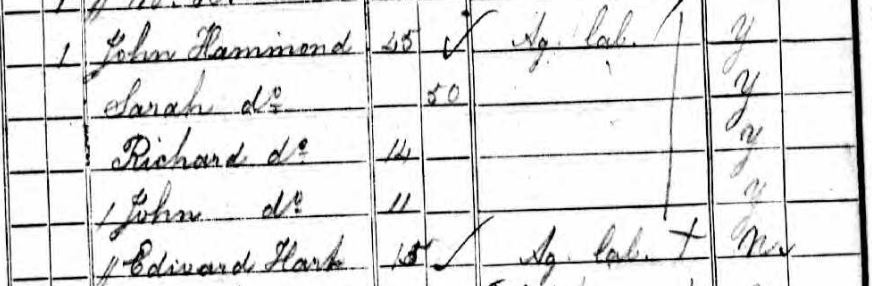 1 John Hammond 45 Ag. lab. y
Sarah do 50 y
Richard do 14 y
John do 11 y
Edward Hark 15 Ag. lab. n